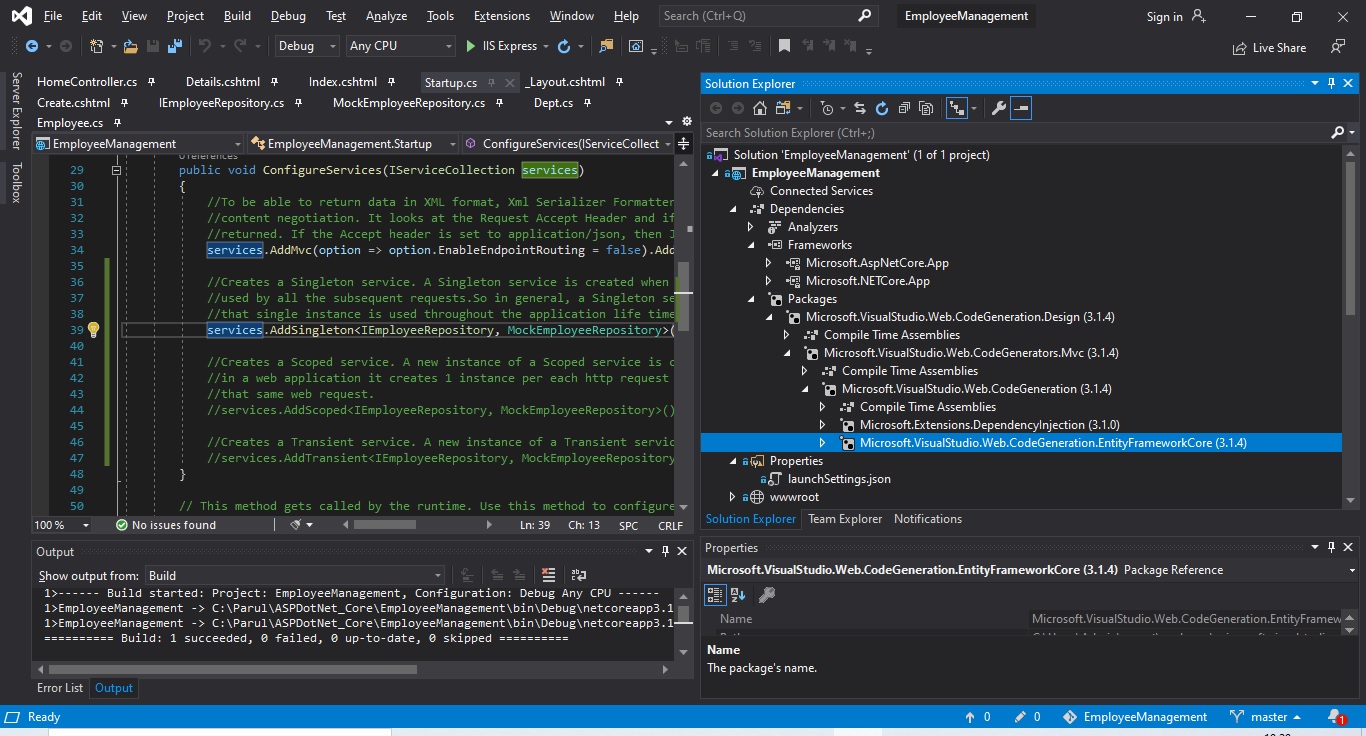 File Edit View Project Build Debug Test Analyze Tools Extensions Window Help Search (Ctrl+Q) EmployeeManagement Sign in
Debug Any CPU IIS Express Live Share
Server Explorer
Toolbox
HomeController.cs Details.cshtml Index.cshtml Startup.cs _Layout.cshtml
Create.cshtml IEmployeeRepository.cs MockEmployeeRepository.cs Dept.cs
Employee.cs
EmployeeManagement EmployeeManagement.Startup ConfigureServices(IServiceCollect
0 references
29 public void ConfigureServices(IServiceCollection services)
30 {
31 //To be able to return data in XML format, Xml Serializer Formatter
32 //content negotiation. It looks at the Request Accept Header and if
33 //returned. If the Accept header is set to application/json, then
34 services.AddMvc(option => option.EnableEndpointRouting = false).Add
35
36 //Creates a Singleton service. A Singleton service is created when
37 //used by all the subsequent requests.So in general, a Singleton se
38 //that single instance is used throughout the application life time
39 services.AddSingleton<IEmployeeRepository, MockEmployeeRepository>(
40
41 //Creates a Scoped service. A new instance of a Scoped service is c
42 //in a web application it creates 1 instance per each http request
43 //that same web request.
44 //services.AddScoped<IEmployeeRepository, MockEmployeeRepository>()
45
46 //Creates a Transient service. A new instance of a Transient servic
47 //services.AddTransient<IEmployeeRepository, MockEmployeeRepository
48 }
49
50 // This method gets called by the runtime. Use this method to configure
100 % No issues found Ln: 39 Ch: 13 SPC CRLF
Output
Show output from: Build
1>------ Build started: Project: EmployeeManagement, Configuration: Debug Any CPU ------
1>EmployeeManagement -> C:\Parul\ASPDotNet_Core\EmployeeManagement\bin\Debug\netcoreapp3.1
1>EmployeeManagement -> C:\Parul\ASPDotNet_Core\EmployeeManagement\bin\Debug\netcoreapp3.1
========== Build: 1 succeeded, 0 failed, 0 up-to-date, 0 skipped ==========
Error List Output
Solution Explorer
Search Solution Explorer (Ctrl+;)
Solution 'EmployeeManagement' (1 of 1 project)
EmployeeManagement
Connected Services
Dependencies
Analyzers
Frameworks
Microsoft.AspNetCore.App
Microsoft.NETCore.App
Packages
Microsoft.VisualStudio.Web.CodeGeneration.Design (3.1.4)
Compile Time Assemblies
Microsoft.VisualStudio.Web.CodeGenerators.Mvc (3.1.4)
Compile Time Assemblies
Microsoft.VisualStudio.Web.CodeGeneration (3.1.4)
Compile Time Assemblies
Microsoft.Extensions.DependencyInjection (3.1.0)
Microsoft.VisualStudio.Web.CodeGeneration.EntityFrameworkCore (3.1.4)
Properties
launchSettings.json
wwwroot
Solution Explorer Team Explorer Notifications
Properties
Microsoft.VisualStudio.Web.CodeGeneration.EntityFrameworkCore (3.1.4) Package Reference
Name Microsoft.VisualStudio.Web.CodeGeneration.EntityFramew
Name
The package's name.
Ready 0 0 EmployeeManagement master 1